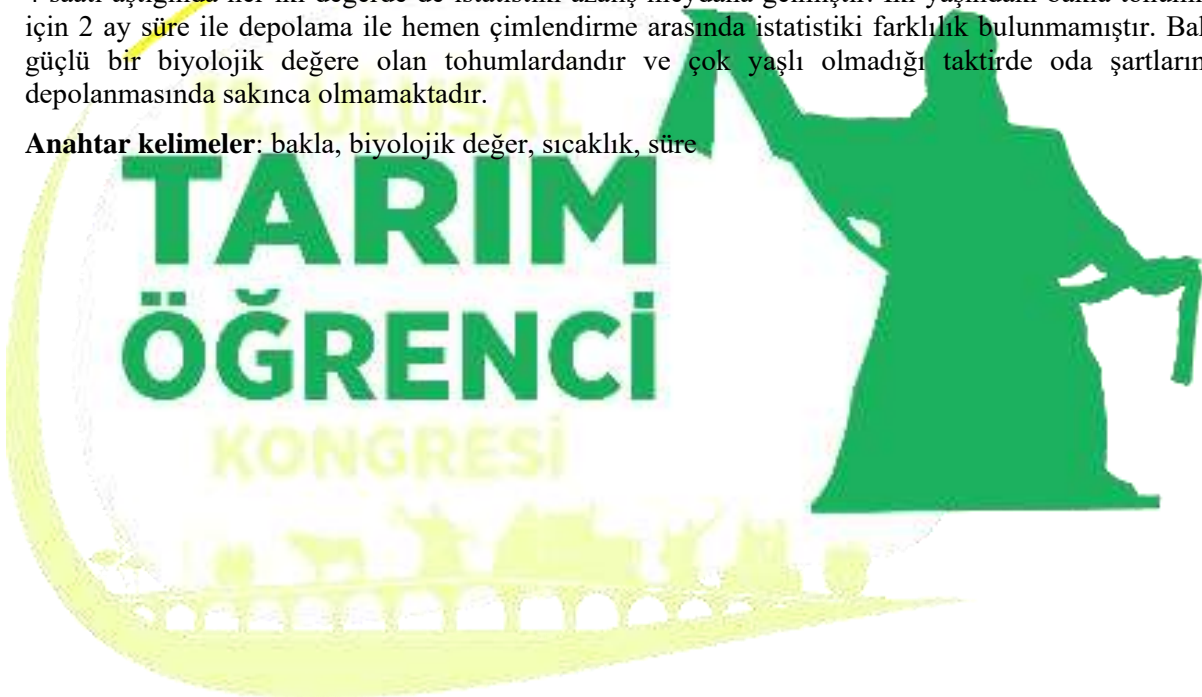 için 2 ay süre ile depolama ile hemen çimlendirme arasında istatistiki farklılık bulunmamıştır. Bak
güçlü bir biyolojik değere olan tohumlardandır ve çok yaşlı olmadığı taktirde oda şartların
depolanmasında sakınca olmamaktadır.
Anahtar kelimeler: bakla, biyolojik değer, sıcaklık, süre
12. ULUSAL
TARIM
ÖĞRENCİ
KONGRESİ